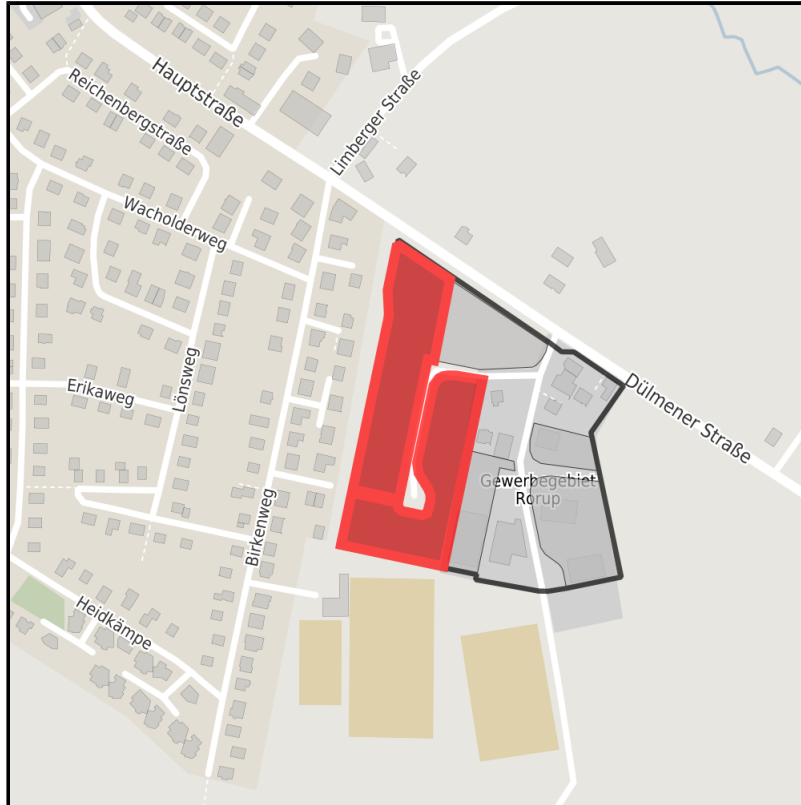 Hauptstraße
Reichenbergstraße
Limberger Straße
Wacholderweg
Lönsweg
Erikaweg
Dülmener Straße
Gewerbegebiet
Rorup
Birkenweg
Heidkämpe